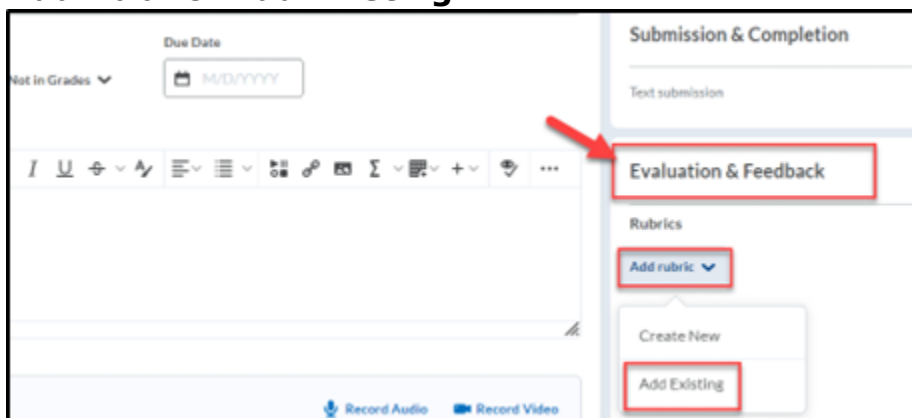 Due Date
Not in Grades
M/D/YYYY
Record Audio
Record Video
Submission & Completion
Text submission
Evaluation & Feedback
Rubrics
Add rubric
Create New
Add Existing